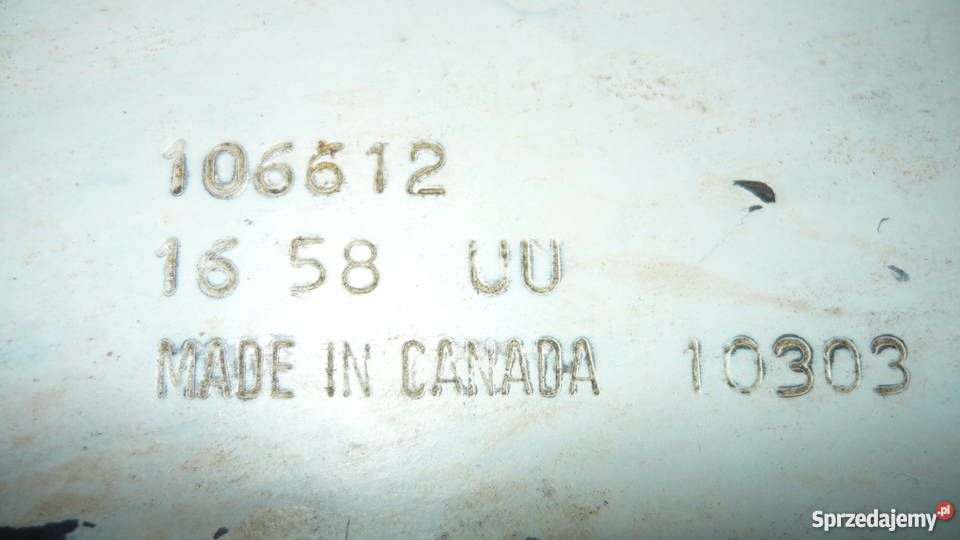 106612
16 58 UU
MADE IN CANADA 10303
Sprzedajemy.pl